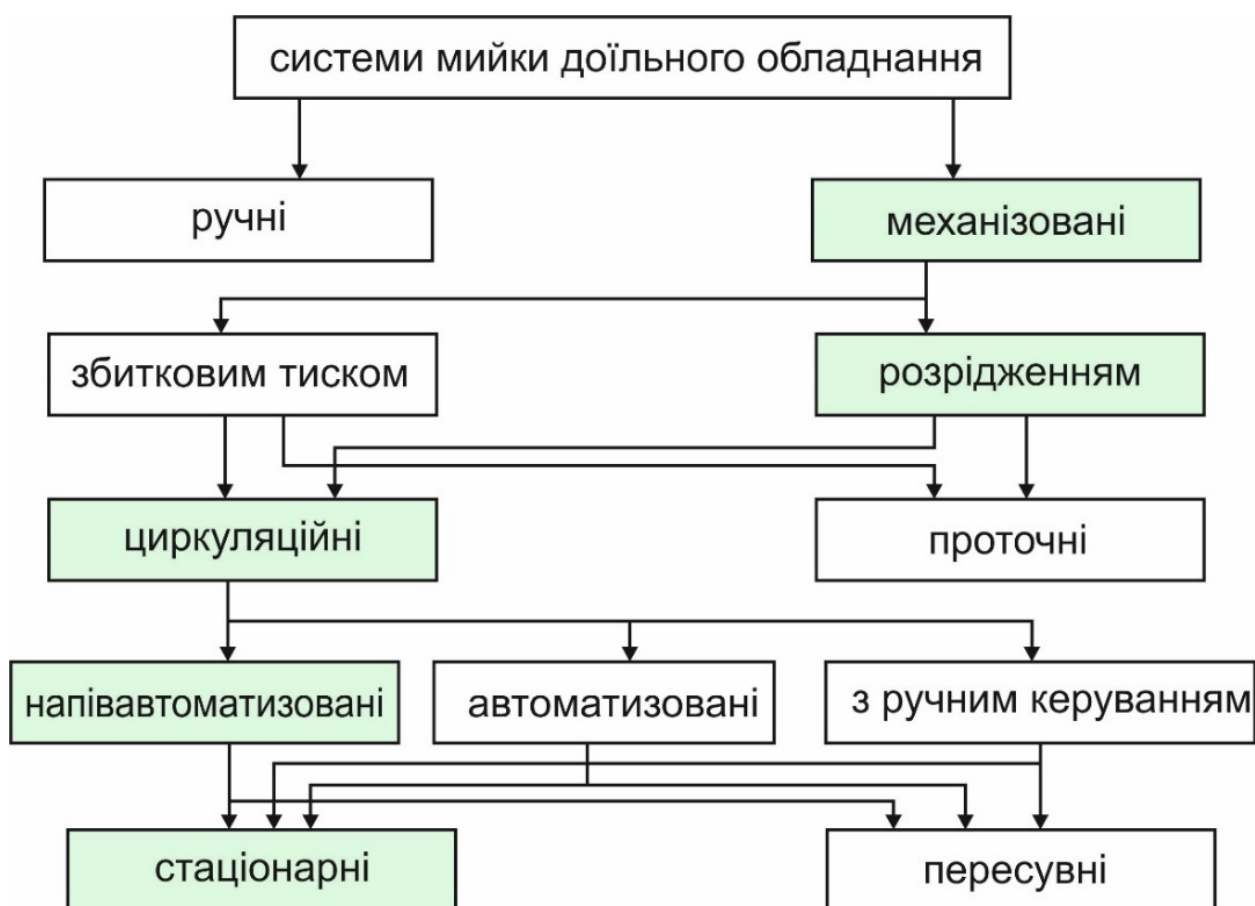 системи мийки доїльного обладнання
ручні
механізовані
збитковим тиском
розрідженням
циркуляційні
проточні
напівавтоматизовані
автоматизовані
з ручним керуванням
стаціонарні
пересувні